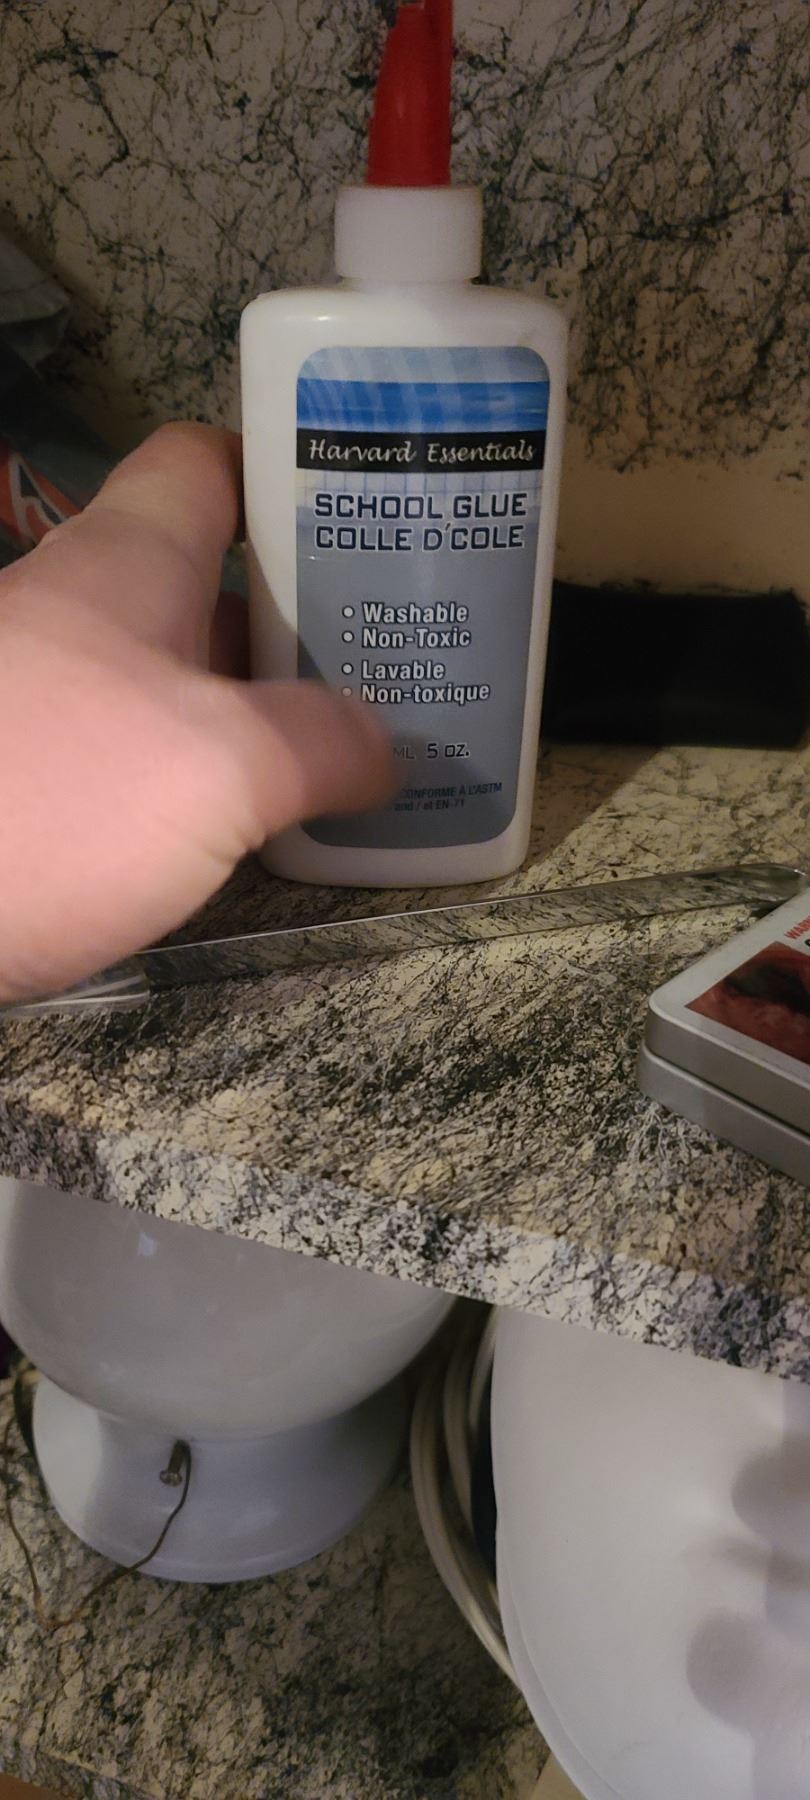 Harvard Essentials
SCHOOL GLUE
COLLE D'COLE
• Washable
• Non-Toxic
• Lavable
• Non-toxique
ML 5 OZ.
CONFORME À L'ASTM
and / et EN-71